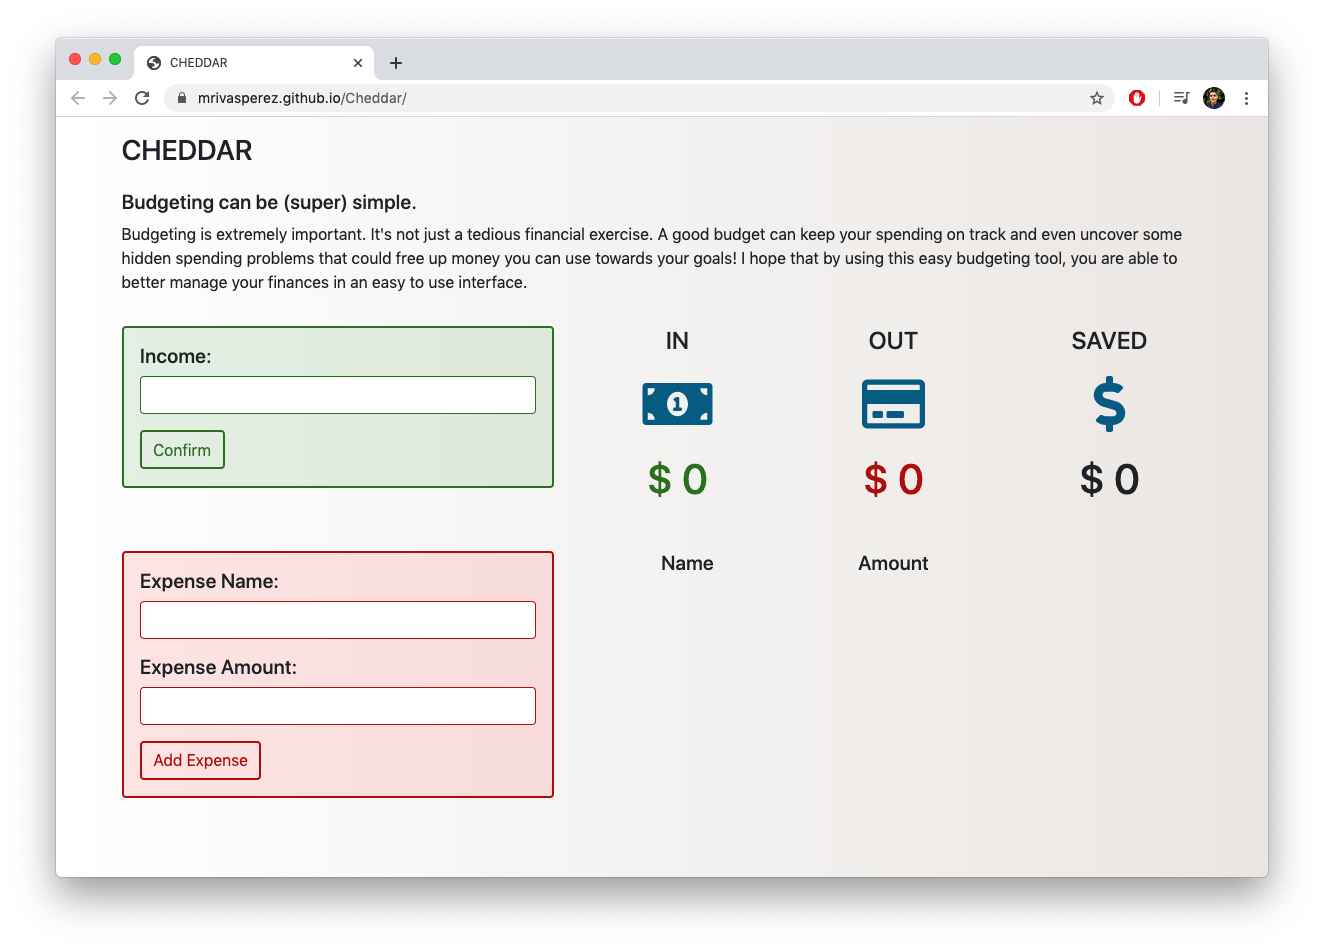 CHEDDAR
mrivasperez.github.io/Cheddar/
CHEDDAR
Budgeting can be (super) simple.
Budgeting is extremely important. It's not just a tedious financial exercise. A good budget can keep your spending on track and even uncover some
hidden spending problems that could free up money you can use towards your goals! I hope that by using this easy budgeting tool, you are able to
better manage your finances in an easy to use interface.
Income:
Confirm
IN
OUT
SAVED
1
$ 0
$ 0
$ 0
Expense Name:
Expense Amount:
Add Expense
Name
Amount